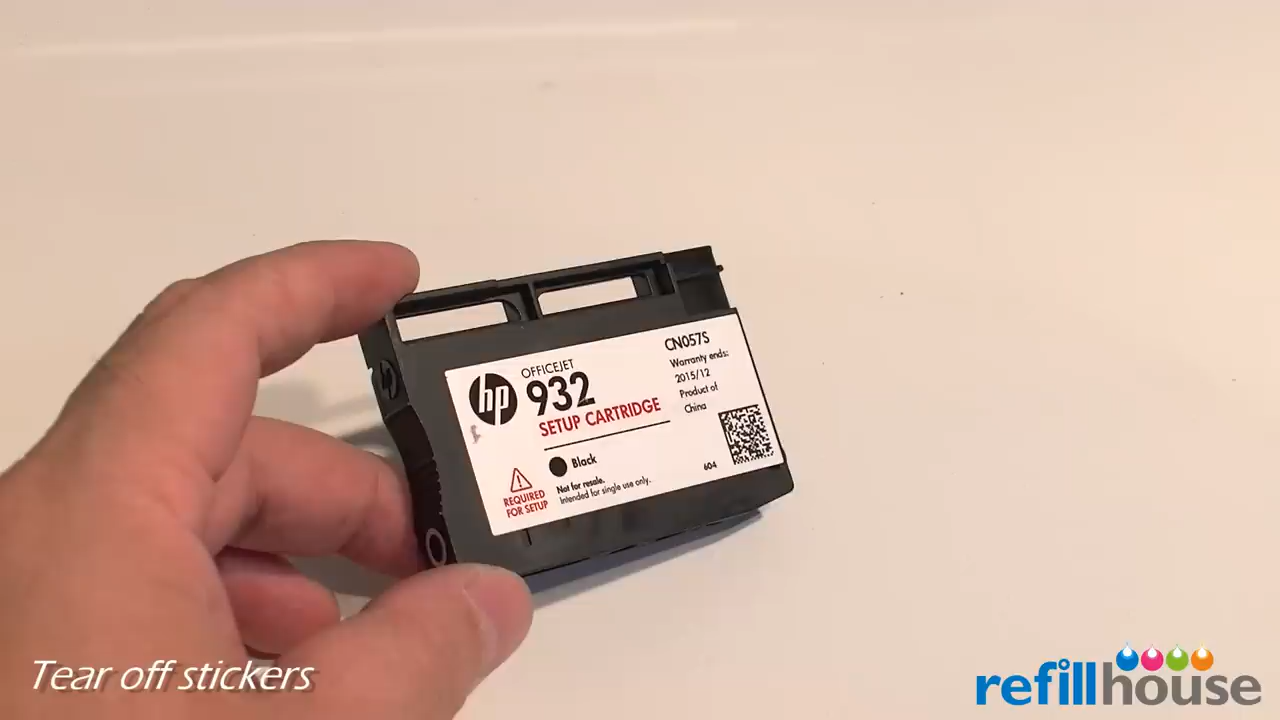 CN057S
Warranty ends:
2015/12
Product of
China
hp
OFFICEJET
932
SETUP CARTRIDGE
Black
Not for resale.
Intended for single use only.
REQUIRED
FOR SETUP
604
Tear off stickers
refillhouse